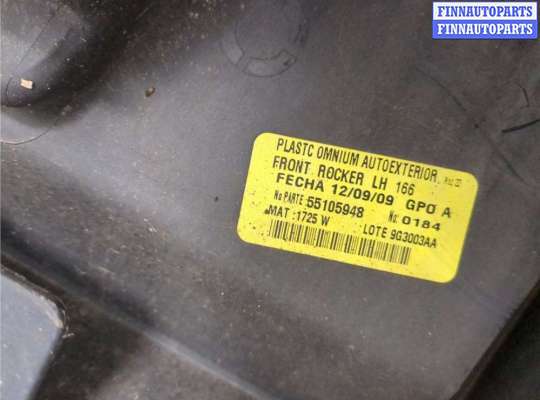 FINNAUTOPARTS
FINNAUTOPARTS
PLASTC OMNIUM AUTOEXTERIOR
FRONT ROCKER LH 166
FECHA 12/09/09 GPO A
No PARTE 55105948 No: 0184
MAT :1725 W LOTE 9G3003AA